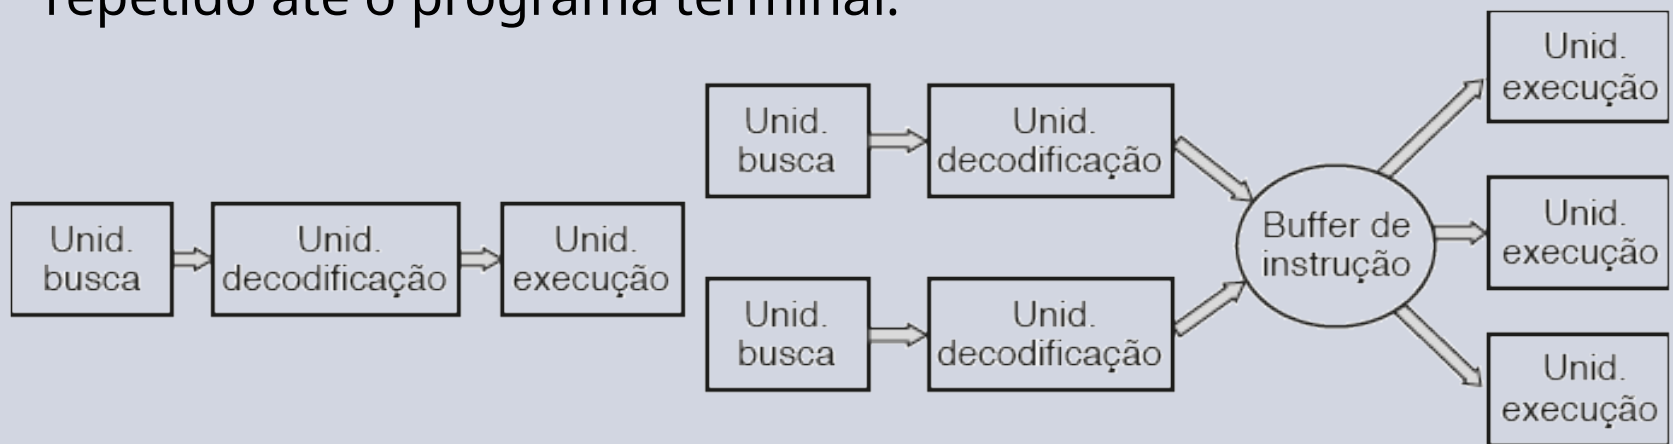 repetido até o programa terminar.
Unid.
busca
Unid.
decodificação
Unid.
execução
Unid.
busca
Unid.
decodificação
Unid.
busca
Unid.
decodificação
Buffer de
instrução
Unid.
execução
Unid.
execução
Unid.
execução